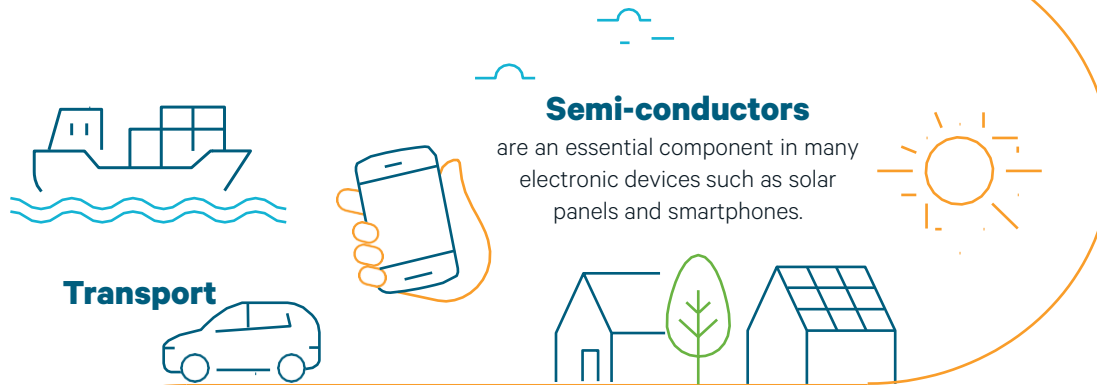 Semi-conductors
are an essential component in many
electronic devices such as solar
panels and smartphones.
Transport